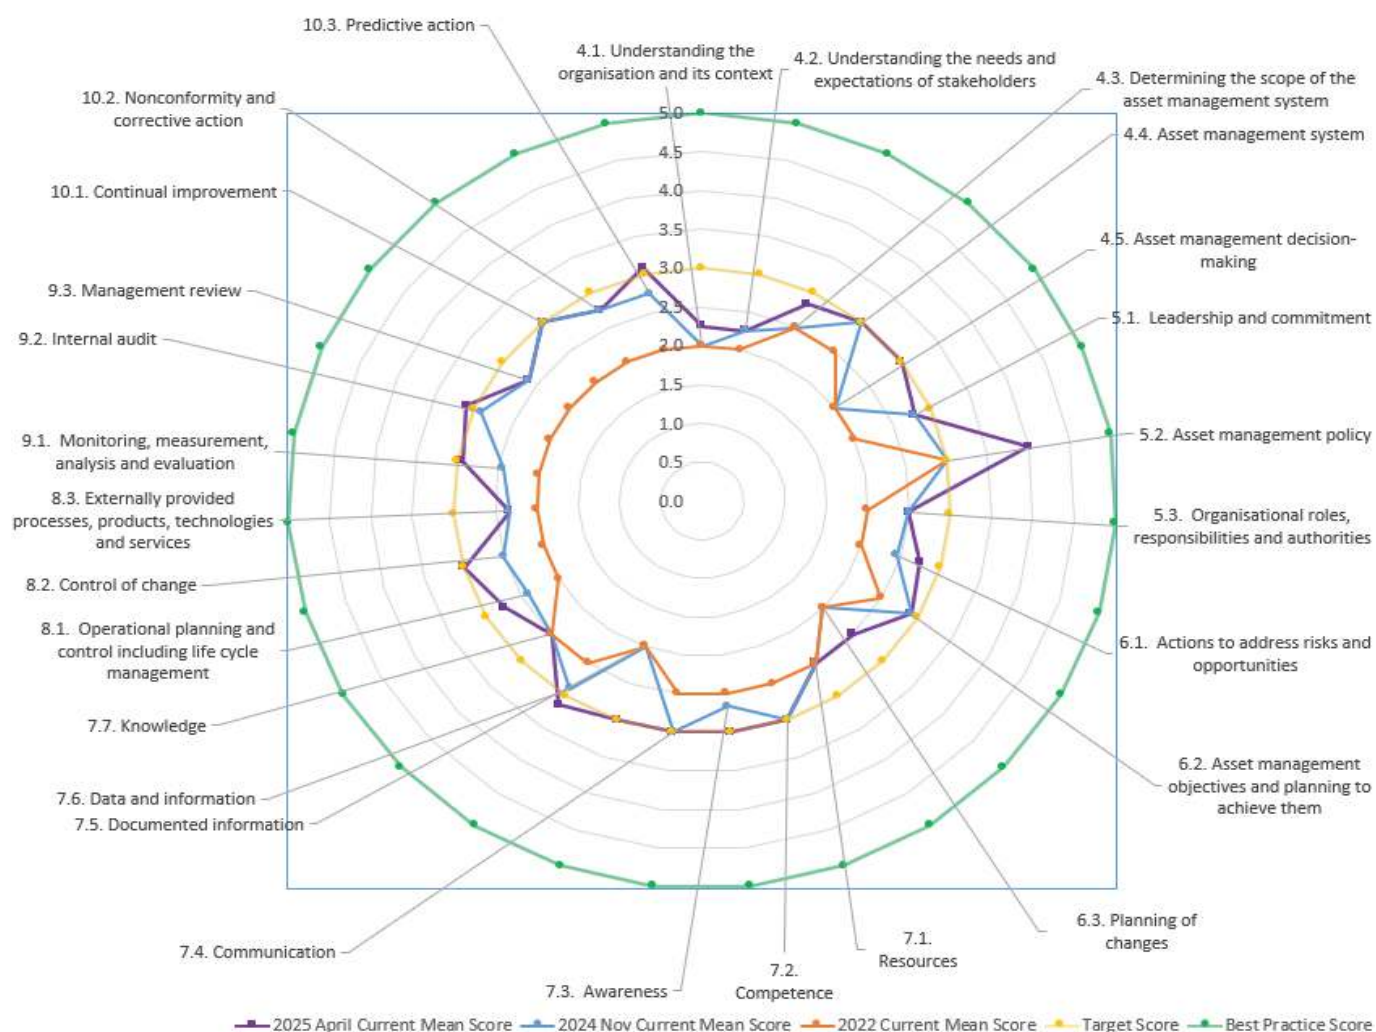 10.3. Predictive action
4.1. Understanding the
organisation and its context
4.2. Understanding the needs and
expectations of stakeholders
4.3. Determining the scope of the
asset management system
4.4. Asset management system
4.5. Asset management decision-
making
5.1. Leadership and commitment
5.2. Asset management policy
5.3. Organisational roles,
responsibilities and authorities
6.1. Actions to address risks and
opportunities
6.2. Asset management
objectives and planning to
achieve them
6.3. Planning of
changes
7.1.
Resources
7.2.
Competence
7.3. Awareness
7.4. Communication
7.5. Documented information
7.6. Data and information
7.7. Knowledge
8.1. Operational planning and
control including life cycle
management
8.2. Control of change
8.3. Externally provided
processes, products, technologies
and services
9.1. Monitoring, measurement,
analysis and evaluation
9.2. Internal audit
9.3. Management review
10.1. Continual improvement
10.2. Nonconformity and
corrective action
5.0
4.5
4.0
3.5
3.0
2.5
2.0
1.5
1.0
0.5
0.0
2025 April Current Mean Score
2024 Nov Current Mean Score
2022 Current Mean Score
Target Score
Best Practice Score